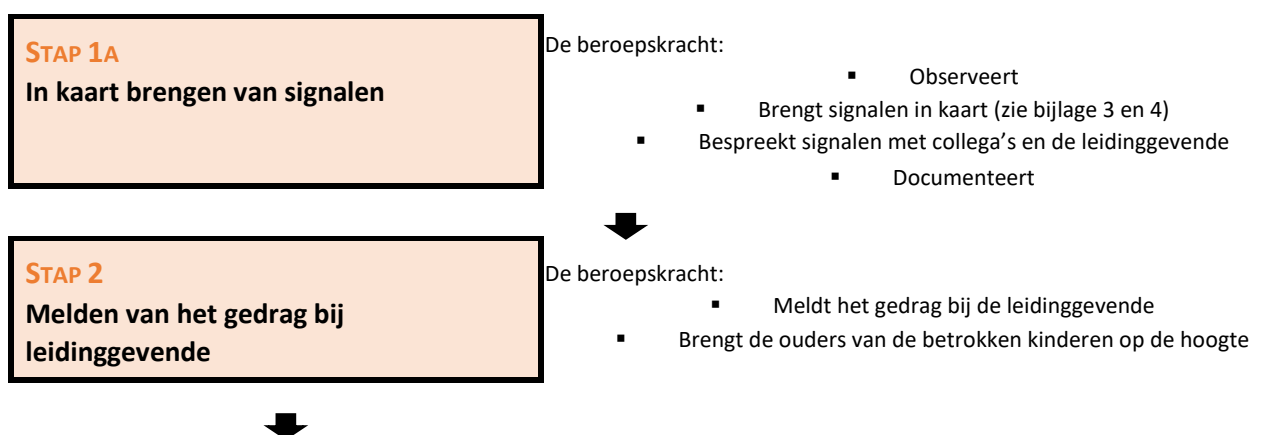 STAP 1A
In kaart brengen van signalen
De beroepskracht:
▪ Observeert
▪ Brengt signalen in kaart (zie bijlage 3 en 4)
▪ Bespreekt signalen met collega's en de leidinggevende
▪ Documenteert
STAP 2
Melden van het gedrag bij
leidinggevende
De beroepskracht:
▪ Meldt het gedrag bij de leidinggevende
▪ Brengt de ouders van de betrokken kinderen op de hoogte